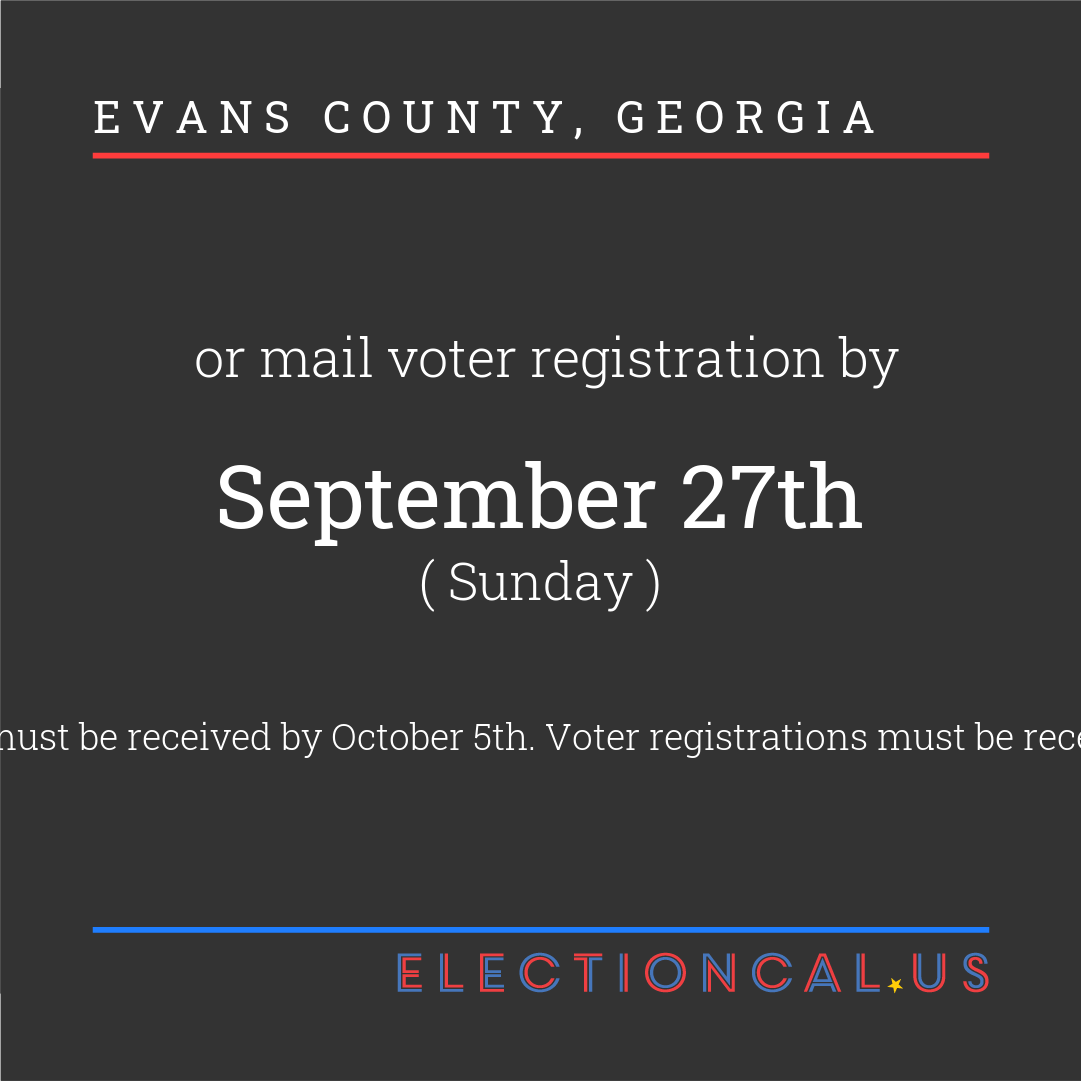 EVANS COUNTY, GEORGIA
or mail voter registration by
September 27th
( Sunday )
must be received by October 5th. Voter registrations must be
ELECTIONCAL.US